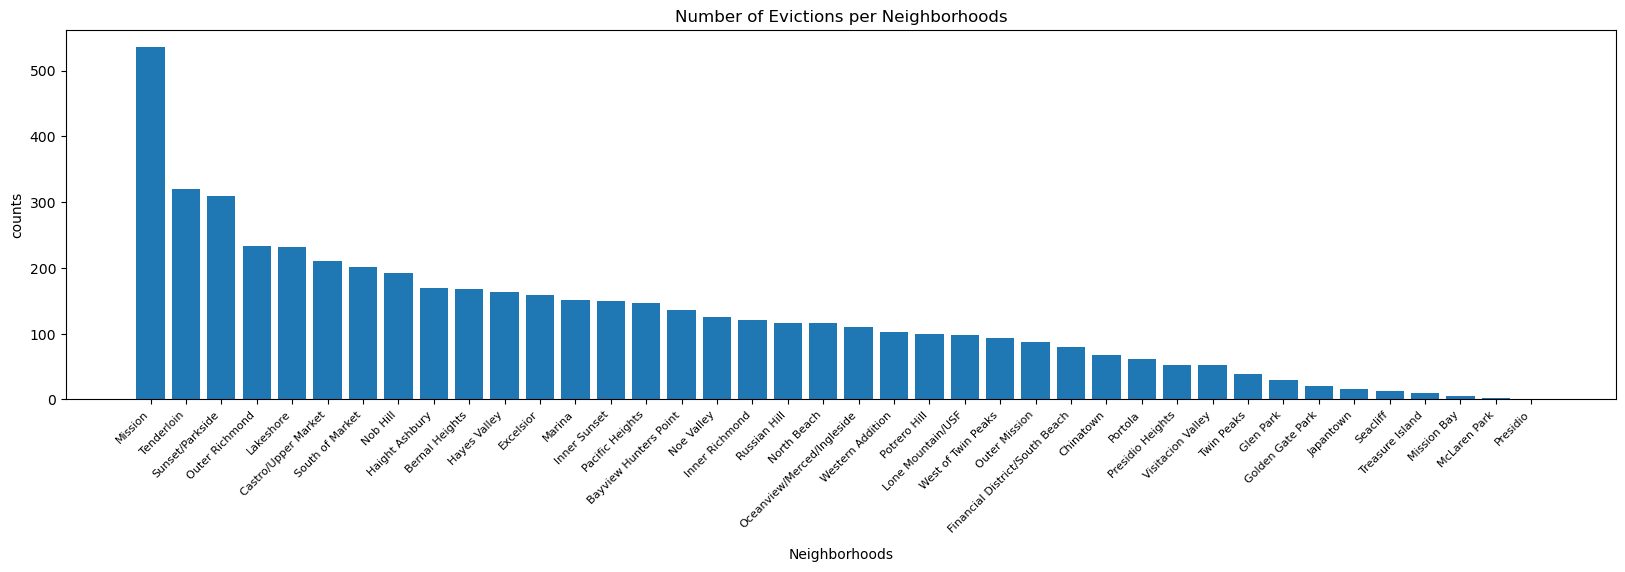 Number of Evictions per Neighborhoods
counts
500
400
300
200
100
0
Mission
Tenderloin
Sunset/Parkside
Outer Richmond
Lakeshore
Castro/Upper Market
South of Market
Nob Hill
Haight Ashbury
Bernal Heights
Hayes Valley
Excelsior
Marina
Inner Sunset
Pacific Heights
Bayview Hunters Point
Noe Valley
Inner Richmond
Russian Hill
North Beach
Oceanview/Merced/Ingleside
Western Addition
Potrero Hill
Lone Mountain/USF
West of Twin Peaks
Outer Mission
Financial District/South Beach
Chinatown
Portola
Presidio Heights
Visitacion Valley
Twin Peaks
Glen Park
Golden Gate Park
Japantown
Seacliff
Treasure Island
Mission Bay
McLaren Park
Presidio
Neighborhoods